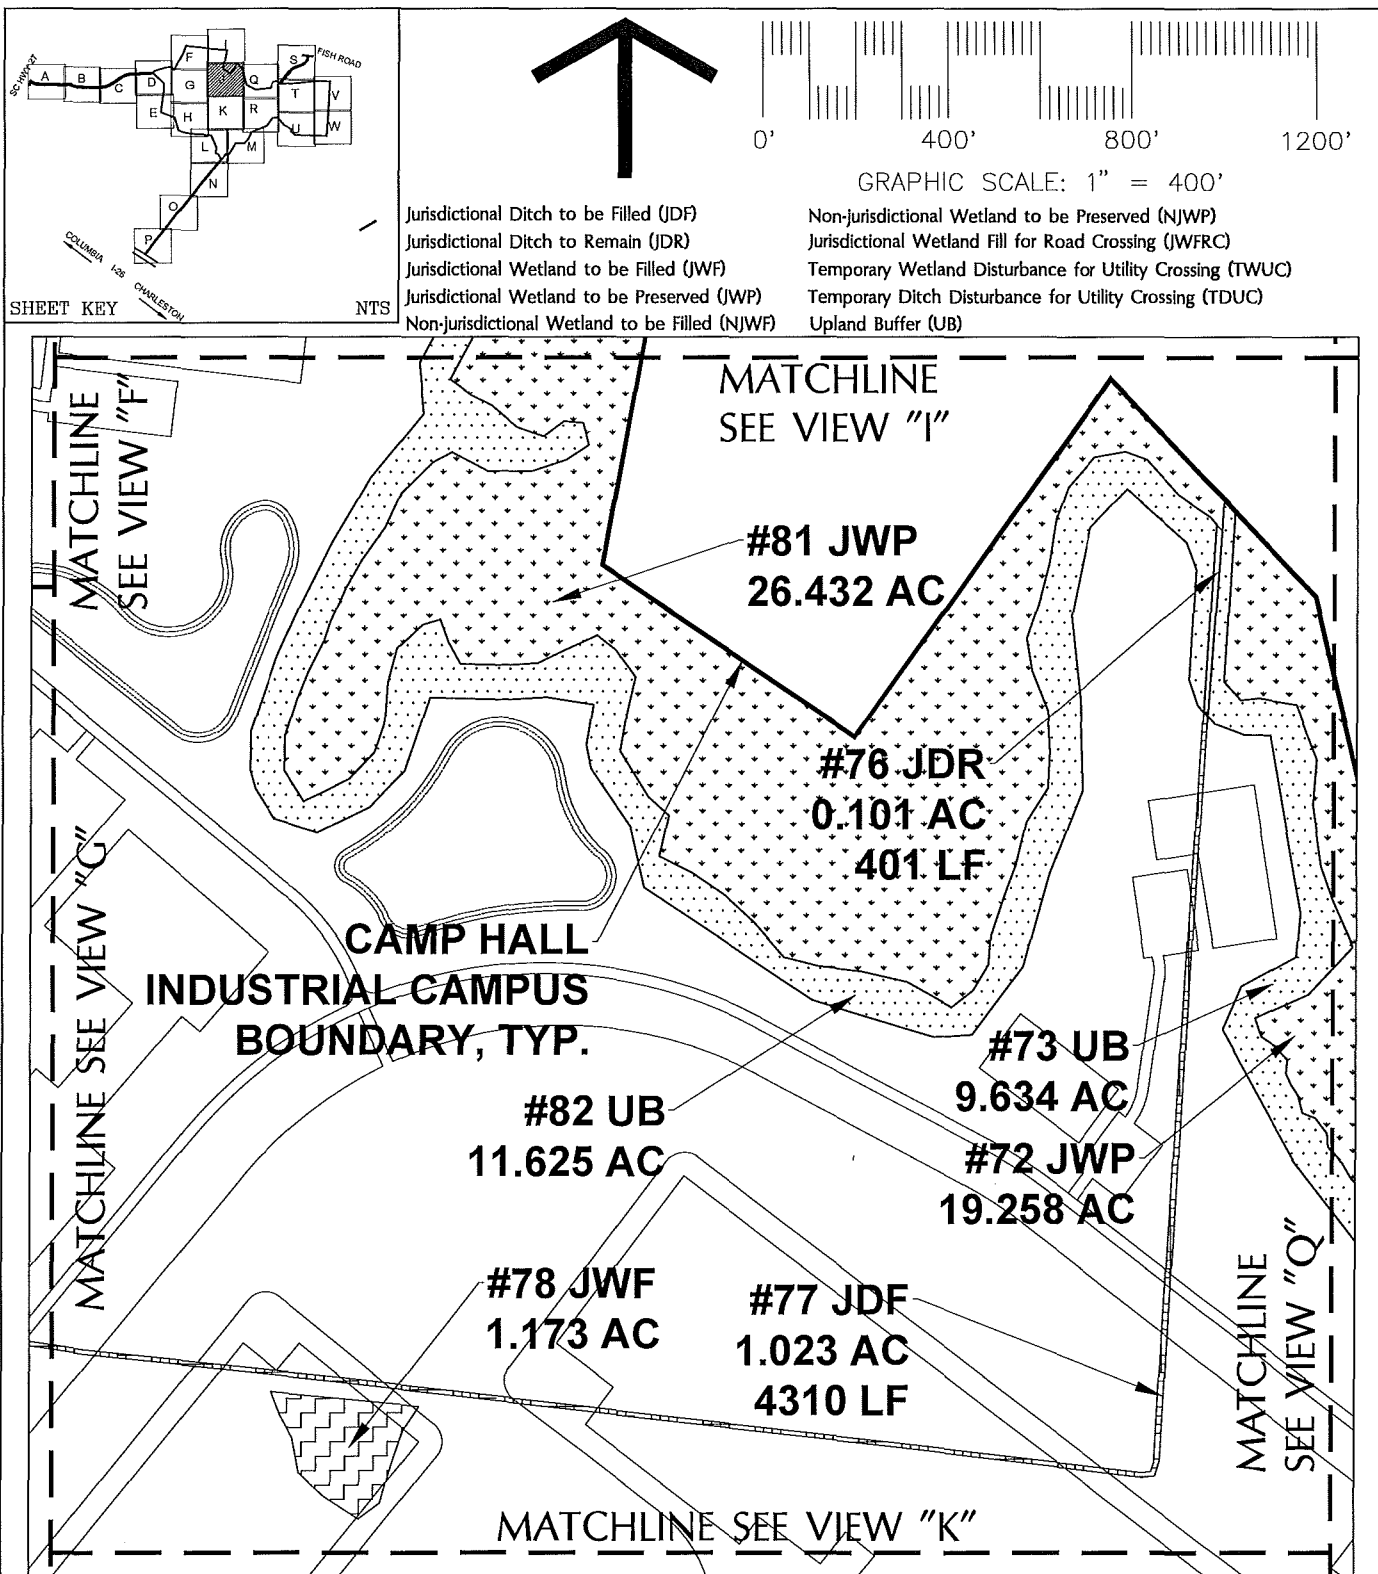 SC HWY 27
A
B
C
D
E
F
G
H
I
K
L
M
N
O
P
Q
R
S
T
U
V
W
FISH ROAD
COLUMBIA
I-26
CHARLESTON
SHEET KEY
NTS
0'
400'
800'
1200'
GRAPHIC SCALE: 1" = 400'
Jurisdictional Ditch to be Filled (JDF)
Jurisdictional Ditch to Remain (JDR)
Jurisdictional Wetland to be Filled (JWF)
Jurisdictional Wetland to be Preserved (JWP)
Non-jurisdictional Wetland to be Filled (NJWF)
Non-jurisdictional Wetland to be Preserved (NJWP)
Jurisdictional Wetland Fill for Road Crossing (JWFRC)
Temporary Wetland Disturbance for Utility Crossing (TWUC)
Temporary Ditch Disturbance for Utility Crossing (TDUC)
Upland Buffer (UB)
MATCHLINE
SEE VIEW "F"
MATCHLINE
SEE VIEW "I"
#81 JWP
26.432 AC
#76 JDR
0.101 AC
401 LF
MATCHLINE SEE VIEW "G"
CAMP HALL
INDUSTRIAL CAMPUS
BOUNDARY, TYP.
#73 UB
9.634 AC
#82 UB
11.625 AC
#72 JWP
19.258 AC
#78 JWF
1.173 AC
#77 JDF
1.023 AC
4310 LF
MATCHLINE
SEE VIEW "Q"
MATCHLINE SEE VIEW "K"